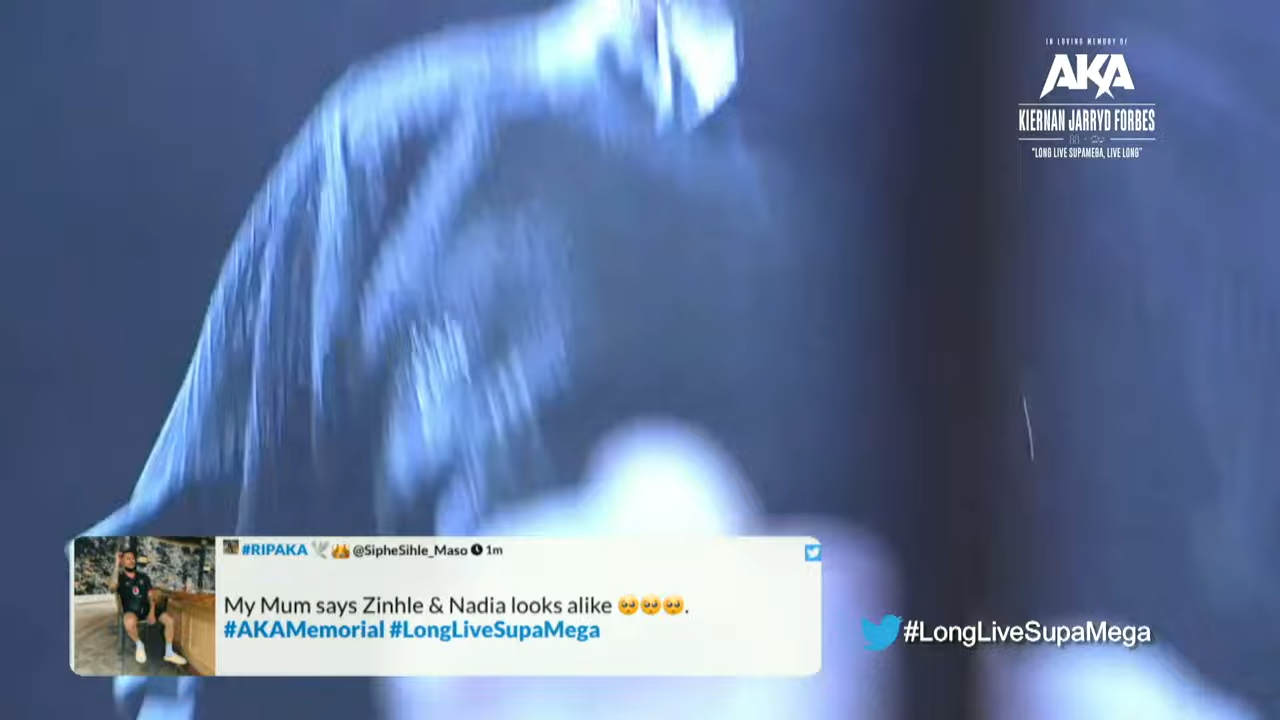 IN LOVING MEMORY OF
AKA
KIERNAN JARRYD FORBES
"LONG LIVE SUPAMEGA, LIVE LONG"
#RIPAKA 🕊️ @SipheSihle_Maso 1m
My Mum says Zinhle & Nadia looks alike 🥺🥺🥺.
#AKAMemorial #LongLiveSupaMega
#LongLiveSupaMega